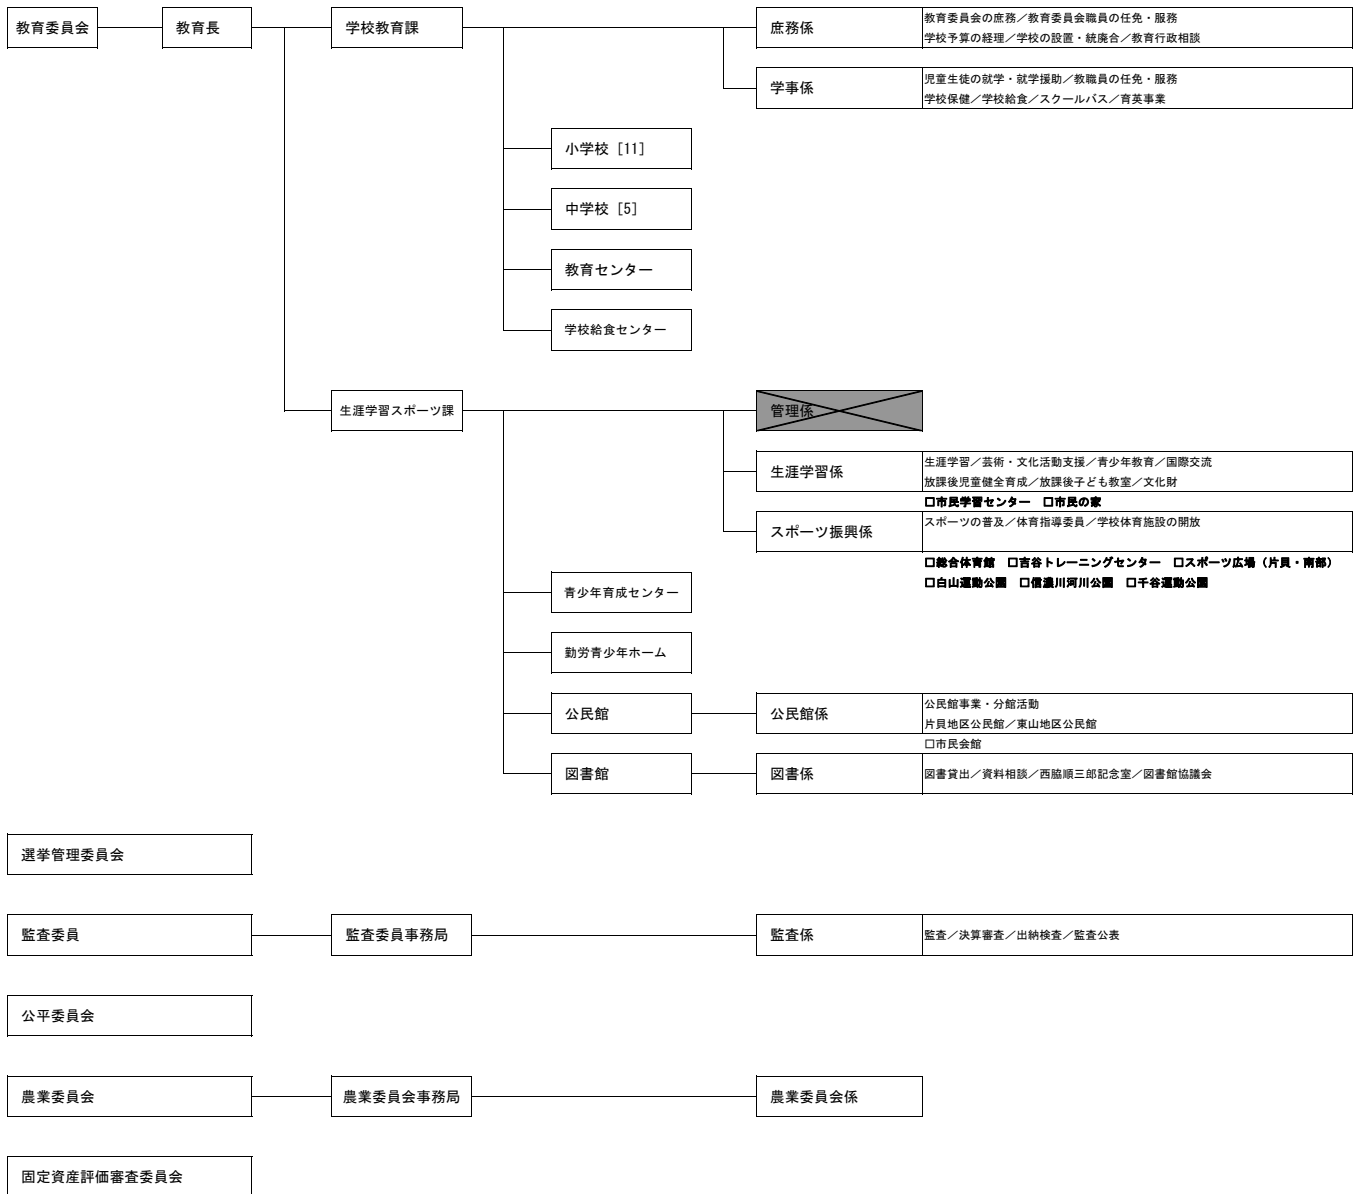 教育委員会
教育長
学校教育課
庶務係
教育委員会の庶務／教育委員会職員の任免・服務
学校予算の経理／学校の設置・統廃合／教育行政相談
学事係
児童生徒の就学・就学援助／教職員の任免・服務
学校保健／学校給食／スクールバス／育英事業
小学校［11］
中学校［5］
教育センター
学校給食センター
生涯学習スポーツ課
管理係
生涯学習係
生涯学習／芸術・文化活動支援／青少年教育／国際交流
放課後児童健全育成／放課後子ども教室／文化財
□市民学習センター　□市民の家
スポーツ振興係
スポーツの普及／体育指導委員／学校体育施設の開放
□総合体育館　□吉谷トレーニングセンター　□スポーツ広場（片貝・南部）
□白山運動公園　□信濃川河川公園　□千谷運動公園
青少年育成センター
勤労青少年ホーム
公民館
公民館係
公民館事業・分館活動
片貝地区公民館／東山地区公民館
□市民会館
図書館
図書係
図書貸出／資料相談／西脇順三郎記念室／図書館協議会
選挙管理委員会
監査委員
監査委員事務局
監査係
監査／決算審査／出納検査／監査公表
公平委員会
農業委員会
農業委員会事務局
農業委員会係
固定資産評価審査委員会